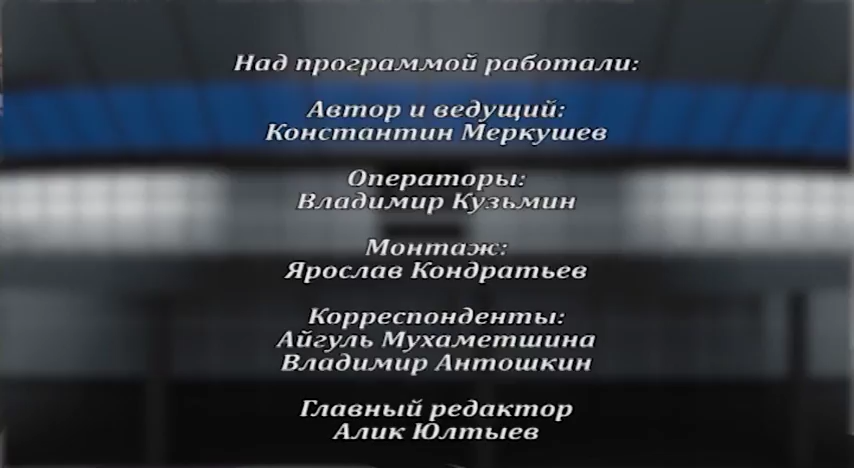 Над программой работали:
Автор и ведущий:
Константин Меркушев
Операторы:
Владимир Кузьмин
Монтаж:
Ярослав Кондратьев
Корреспонденты:
Айгуль Мухаметшина
Владимир Антошкин
Главный редактор
Алик Юлтыев